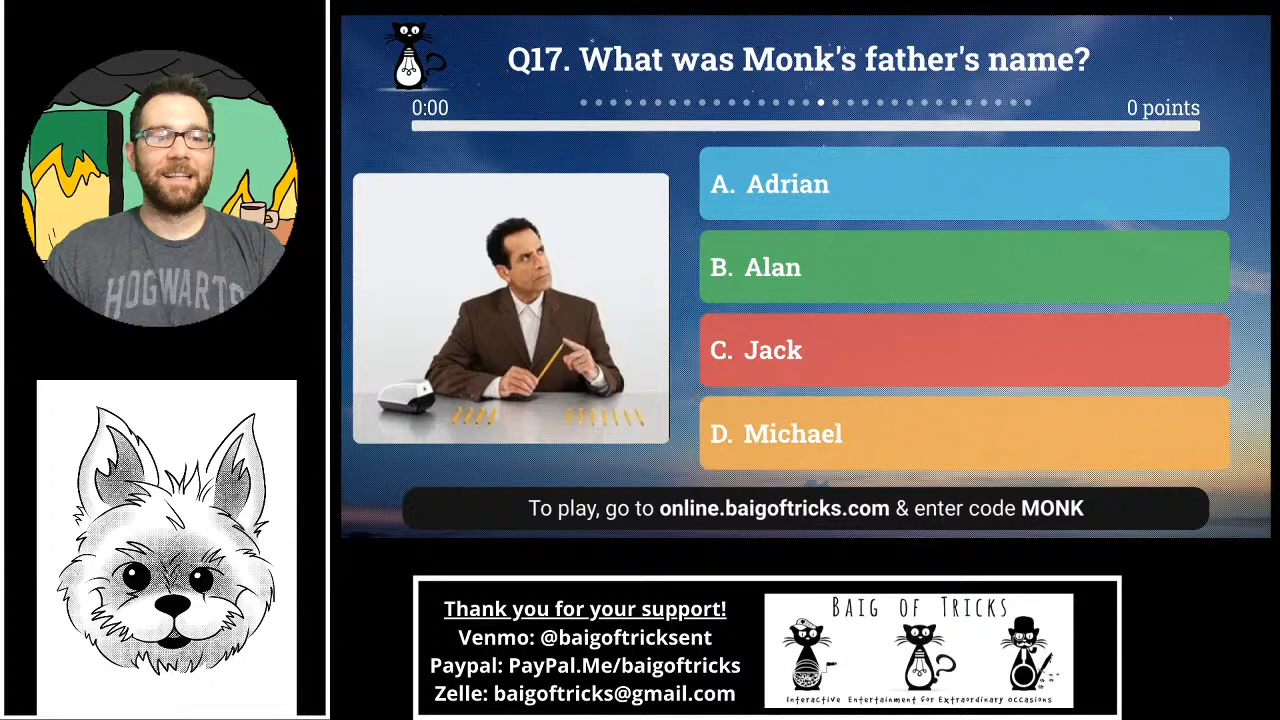 HOGWARTS
Q17. What was Monk's father's name?
0:00
0 points
A. Adrian
B. Alan
C. Jack
D. Michael
To play, go to online.baigoftricks.com & enter code MONK
Thank you for your support!
Venmo: @baigoftricksent
Paypal: PayPal.Me/baigoftricks
Zelle: baigoftricks@gmail.com
BAIG OF TRICKS
Interactive Entertainment for Extraordinary occasions